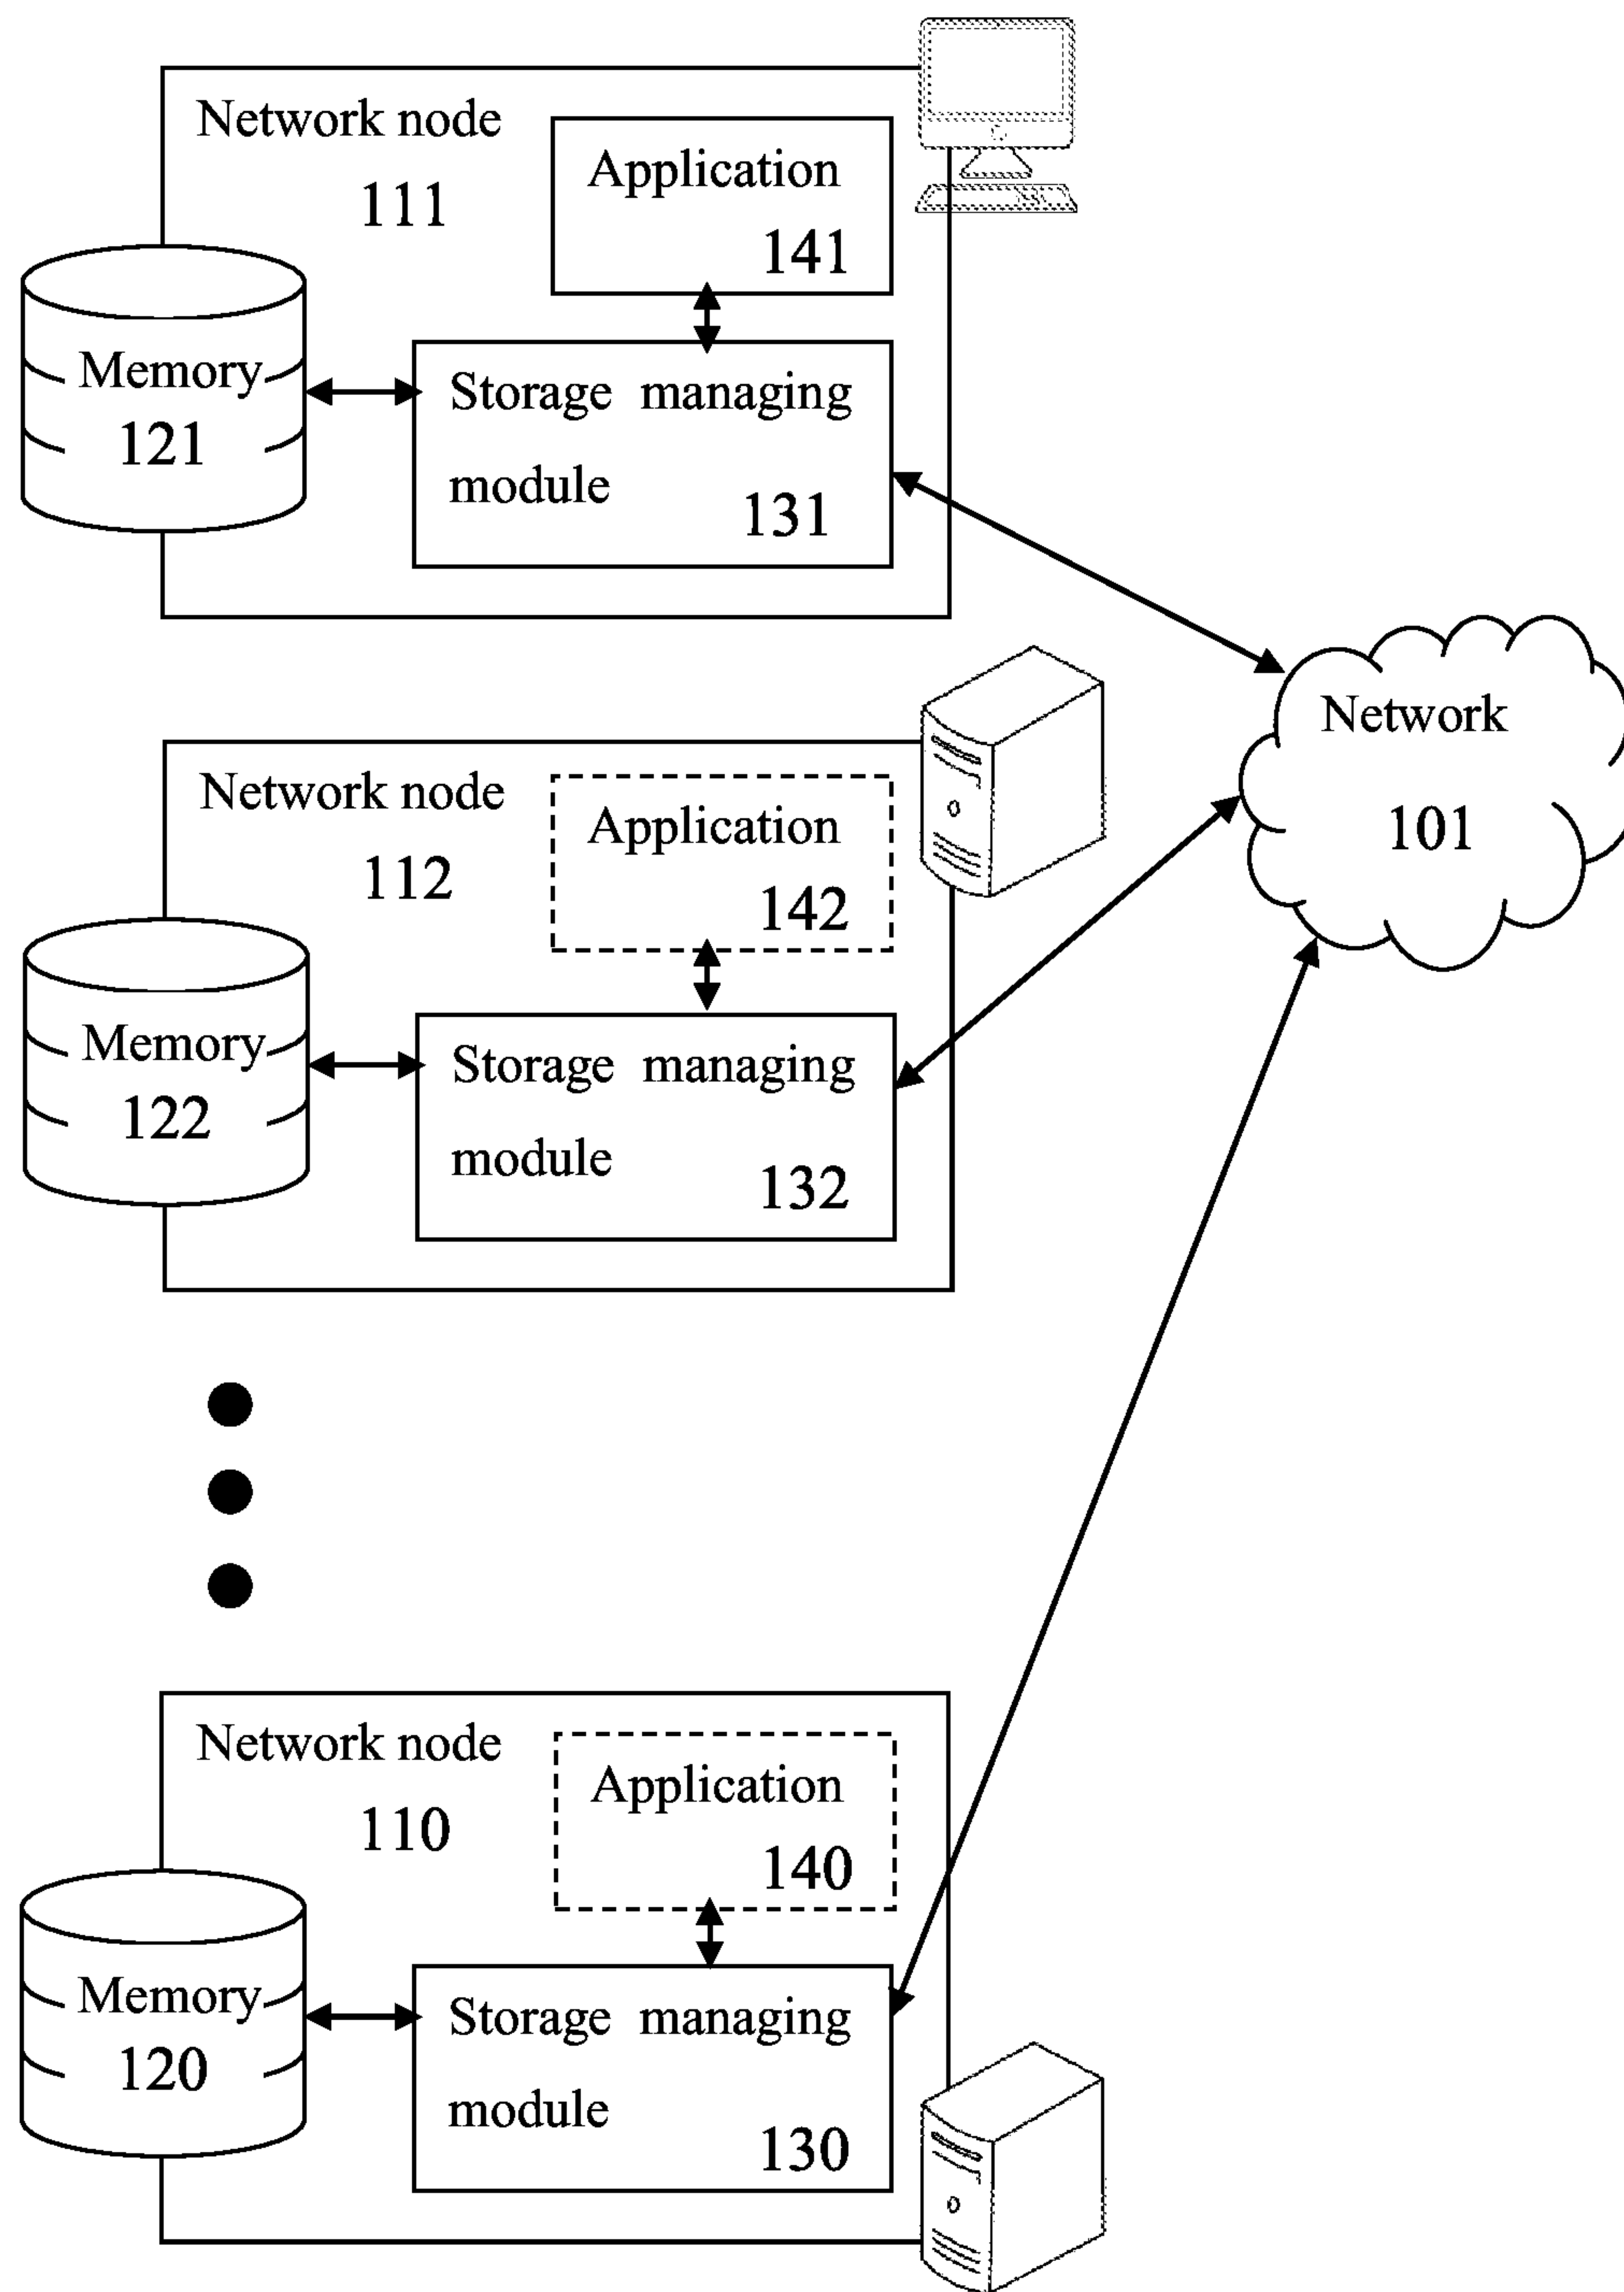 Network node
111
Application
141
Memory
121
Storage managing
module
131
Network
101
Network node
112
Application
142
Memory
122
Storage managing
module
132
Network node
110
Application
140
Memory
120
Storage managing
module
130